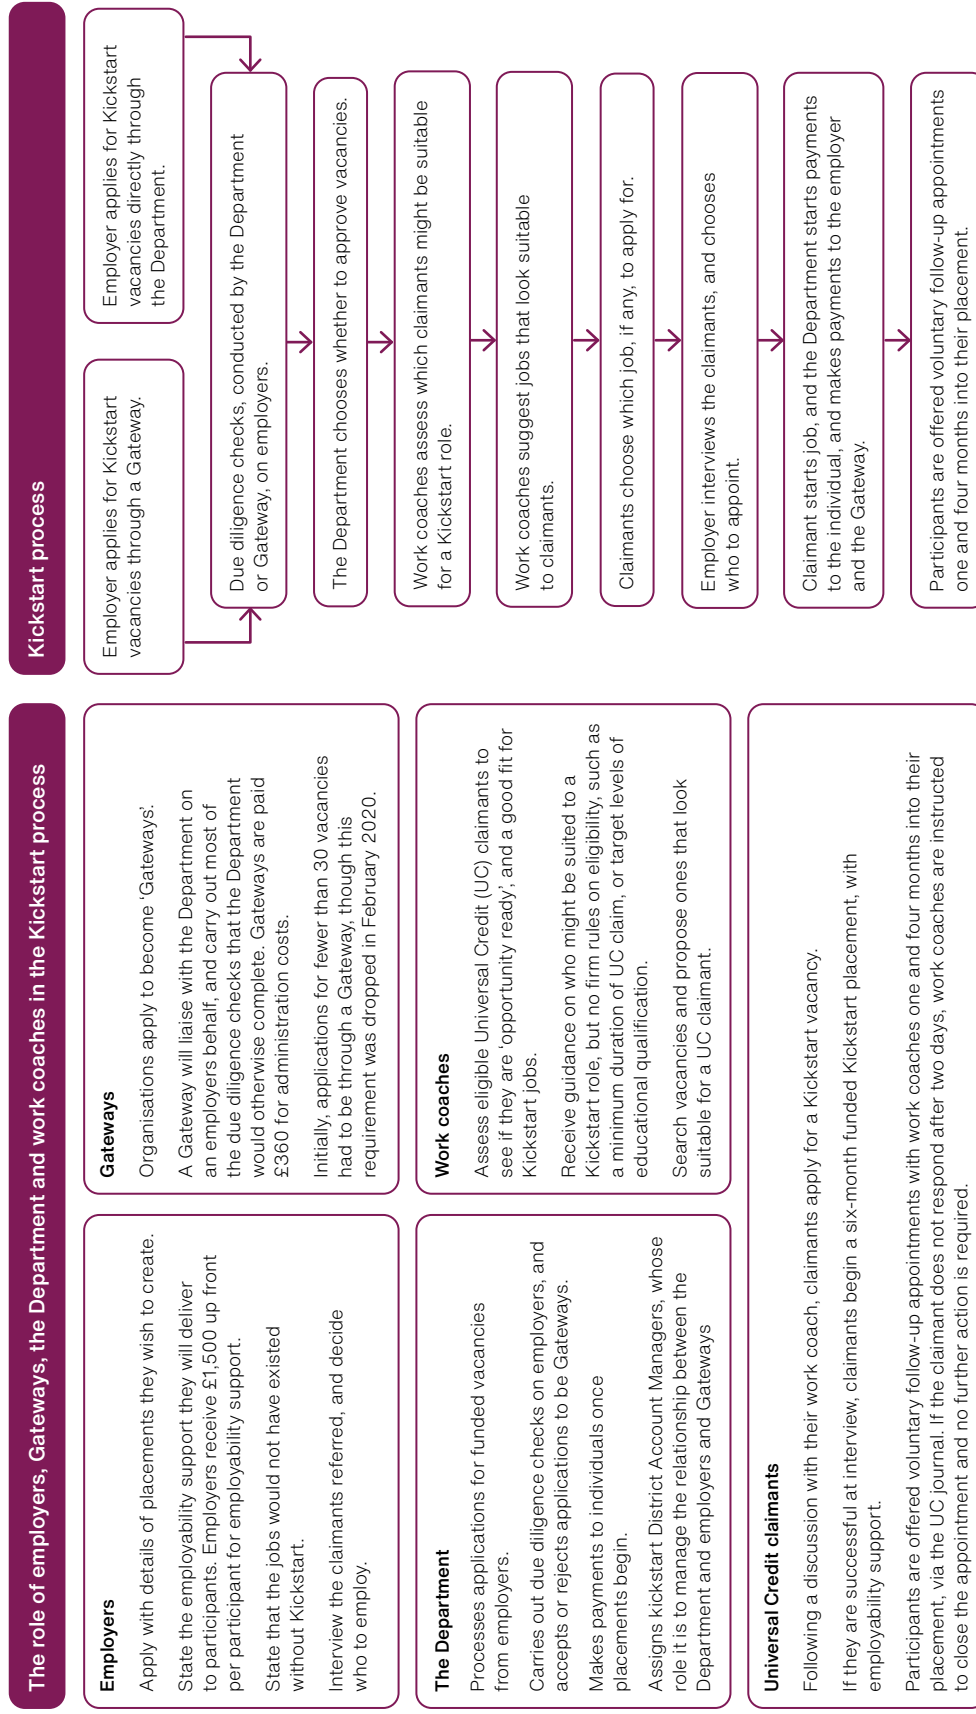 The role of employers, Gateways, the Department and work coaches in the Kickstart process
Employers
Apply with details of placements they wish to create.
State the employability support they will deliver
to participants. Employers receive £1,500 up front
per participant for employability support.
State that the jobs would not have existed
without Kickstart.
Interview the claimants referred, and decide
who to employ.
Gateways
Organisations apply to become ‘Gateways’.
A Gateway will liaise with the Department on
an employers behalf, and carry out most of
the due diligence checks that the Department
would otherwise complete. Gateways are paid
£360 for administration costs.
Initially, applications for fewer than 30 vacancies
had to be through a Gateway, though this
requirement was dropped in February 2020.
The Department
Processes applications for funded vacancies
from employers.
Carries out due diligence checks on employers, and
accepts or rejects applications to be Gateways.
Makes payments to individuals once
placements begin.
Assigns kickstart District Account Managers, whose
role it is to manage the relationship between the
Department and employers and Gateways
Work coaches
Assess eligible Universal Credit (UC) claimants to
see if they are ‘opportunity ready’, and a good fit for
Kickstart jobs.
Receive guidance on who might be suited to a
Kickstart role, but no firm rules on eligibility, such as
a minimum duration of UC claim, or target levels of
educational qualification.
Search vacancies and propose ones that look
suitable for a UC claimant.
Universal Credit claimants
Following a discussion with their work coach, claimants apply for a Kickstart vacancy.
If they are successful at interview, claimants begin a six-month funded Kickstart placement, with
employability support.
Participants are offered voluntary follow-up appointments with work coaches one and four months into their
placement, via the UC journal. If the claimant does not respond after two days, work coaches are instructed
to close the appointment and no further action is required.
Kickstart process
Employer applies for Kickstart
vacancies through a Gateway.
Employer applies for Kickstart
vacancies directly through
the Department.
Due diligence checks, conducted by the Department
or Gateway, on employers.
The Department chooses whether to approve vacancies.
Work coaches assess which claimants might be suitable
for a Kickstart role.
Work coaches suggest jobs that look suitable
to claimants.
Claimants choose which job, if any, to apply for.
Employer interviews the claimants, and chooses
who to appoint.
Claimant starts job, and the Department starts payments
to the individual, and makes payments to the employer
and the Gateway.
Participants are offered voluntary follow-up appointments
one and four months into their placement.